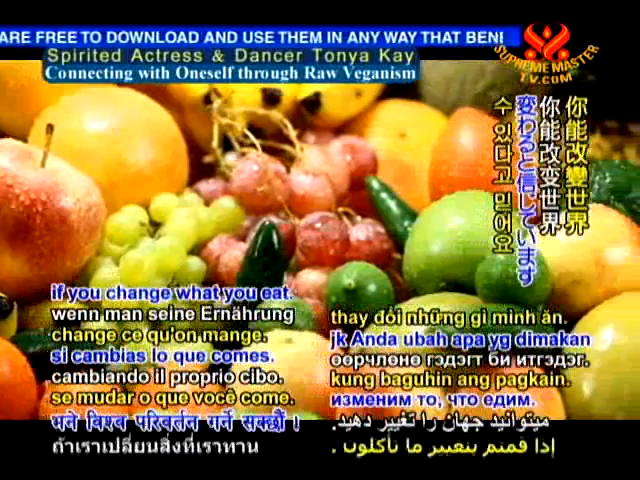 ARE FREE TO DOWNLOAD AND USE THEM IN ANY WAY THAT BENE
SUPREME MASTER
TV.COM
Spirited Actress & Dancer Tonya Kay
Connecting with Oneself through Raw Veganism
你能改變世界
你能改变世界
変わると信じています
수 있다고 믿어요
if you change what you eat.
wenn man seine Ernährung
change ce qu'on mange.
si cambias lo que comes.
cambiando il proprio cibo.
se mudar o que você come.
भने विश्व परिवर्तन गर्न सक्छौं ।
ถ้าเราเปลี่ยนสิ่งที่เราทาน
thay đổi những gì mình ăn.
jk Anda ubah apa yg dimakan
өөрчлөнө гэдэгт би итгэдэг.
kung baguhin ang pagkain.
изменим то, что едим.
میتوانید جهان را تغییر دهید.
إذا قمتم بتغيير ما تأكلون .